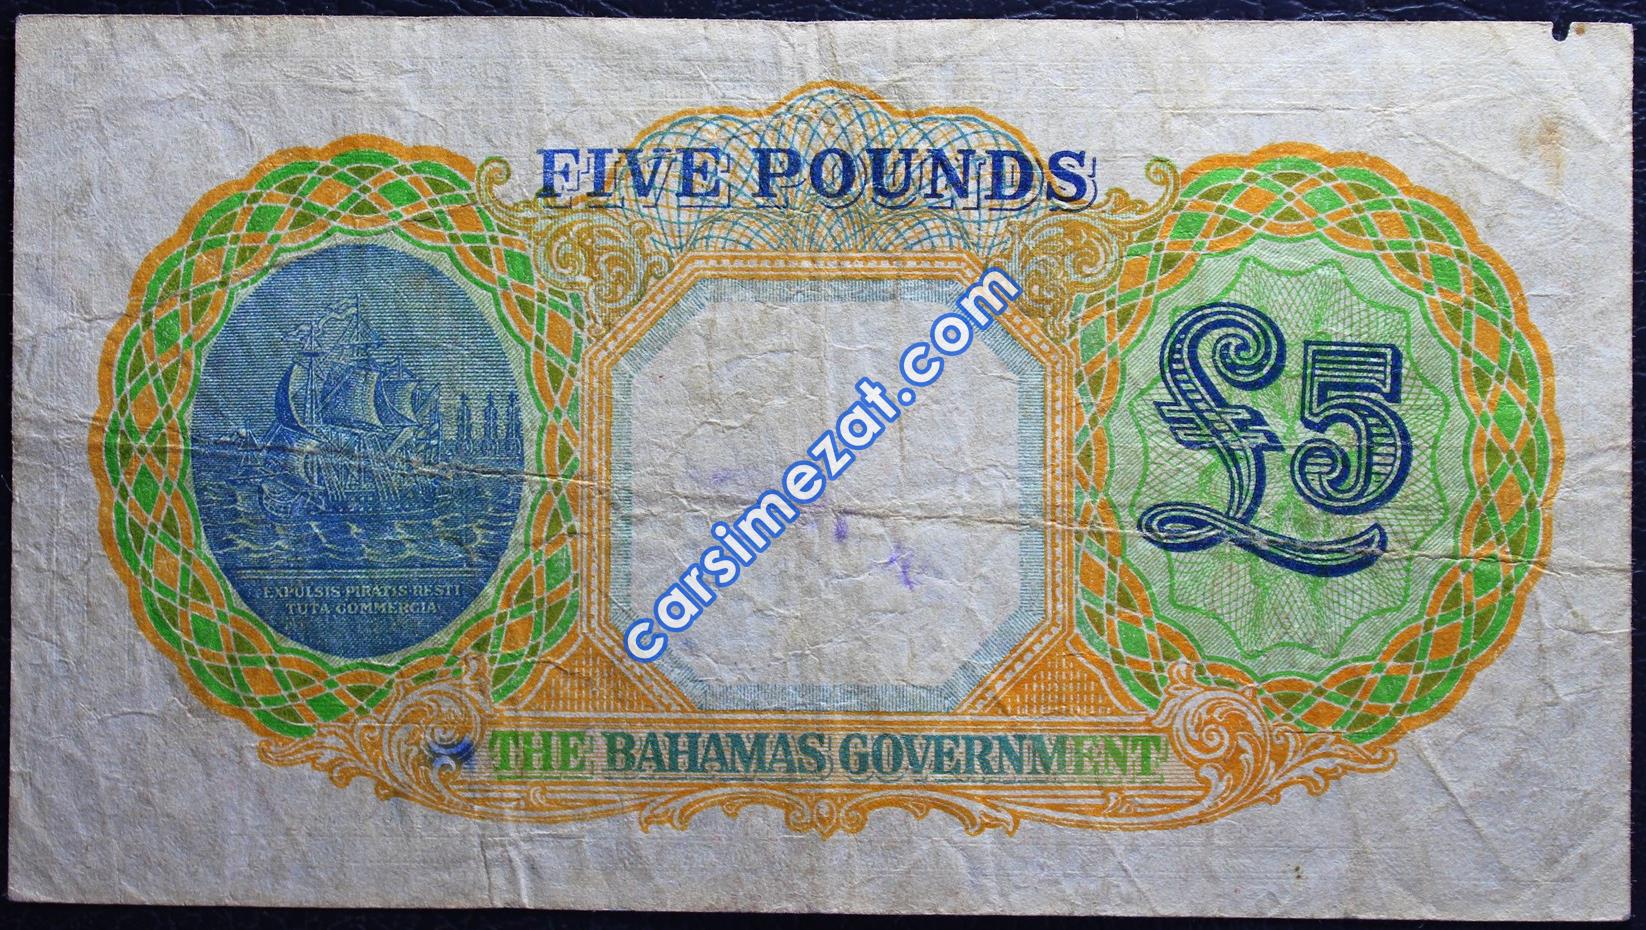 FIVE POUNDS
£5
EXPULSIS PIRATIS RESTI
TUTA COMMERCIA
THE BAHAMAS GOVERNMENT
carsimezat.com